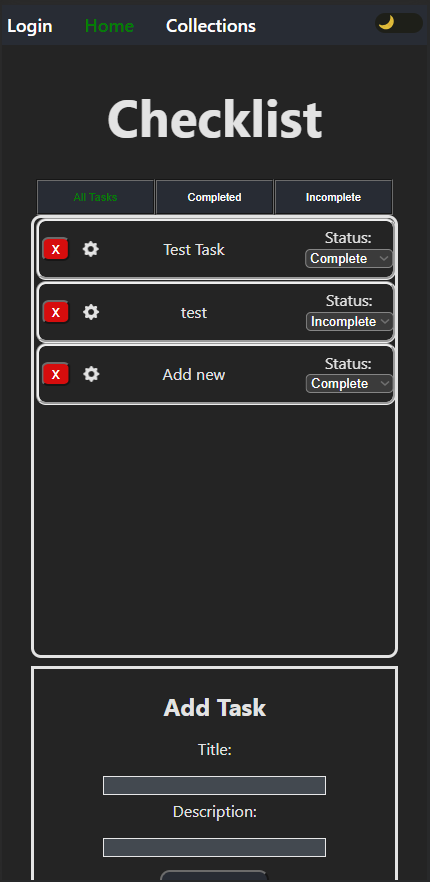 Login Home Collections
Checklist
All Tasks Completed Incomplete
Status:
X Test Task Complete
Status:
X test Incomplete
Status:
X Add new Complete
Add Task
Title:
Description: